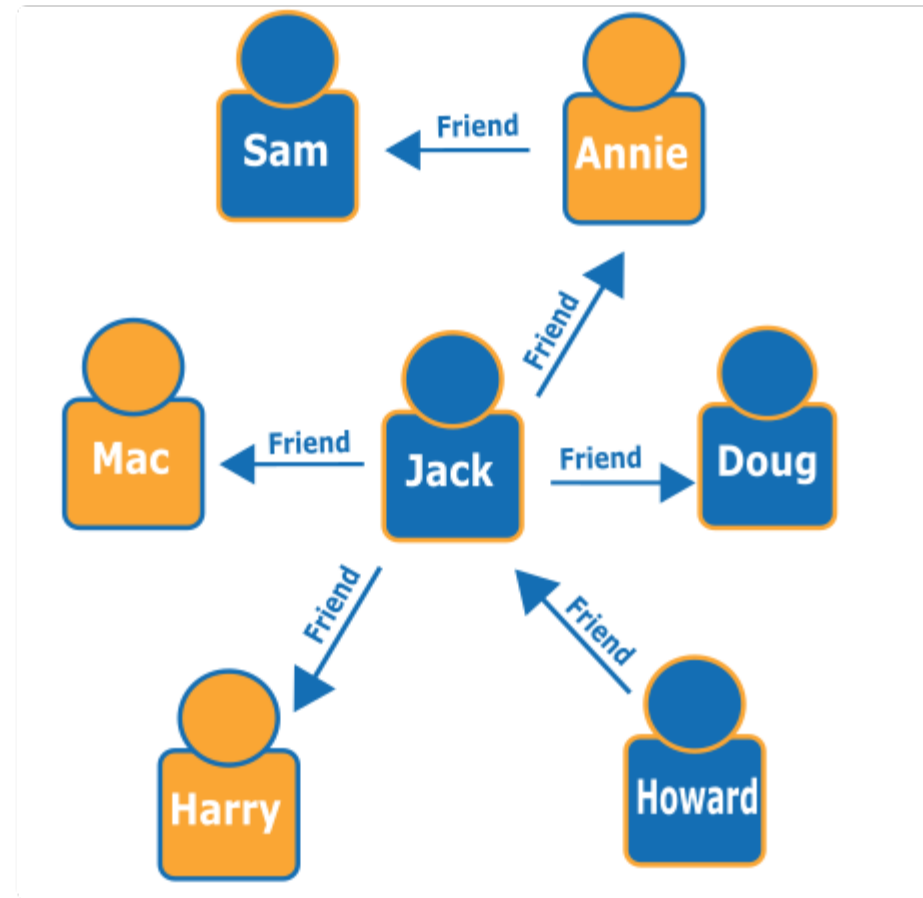 Friend
Sam
Annie
Friend
Mac
Friend
Jack
Friend
Doug
Friend
Friend
Harry
Howard